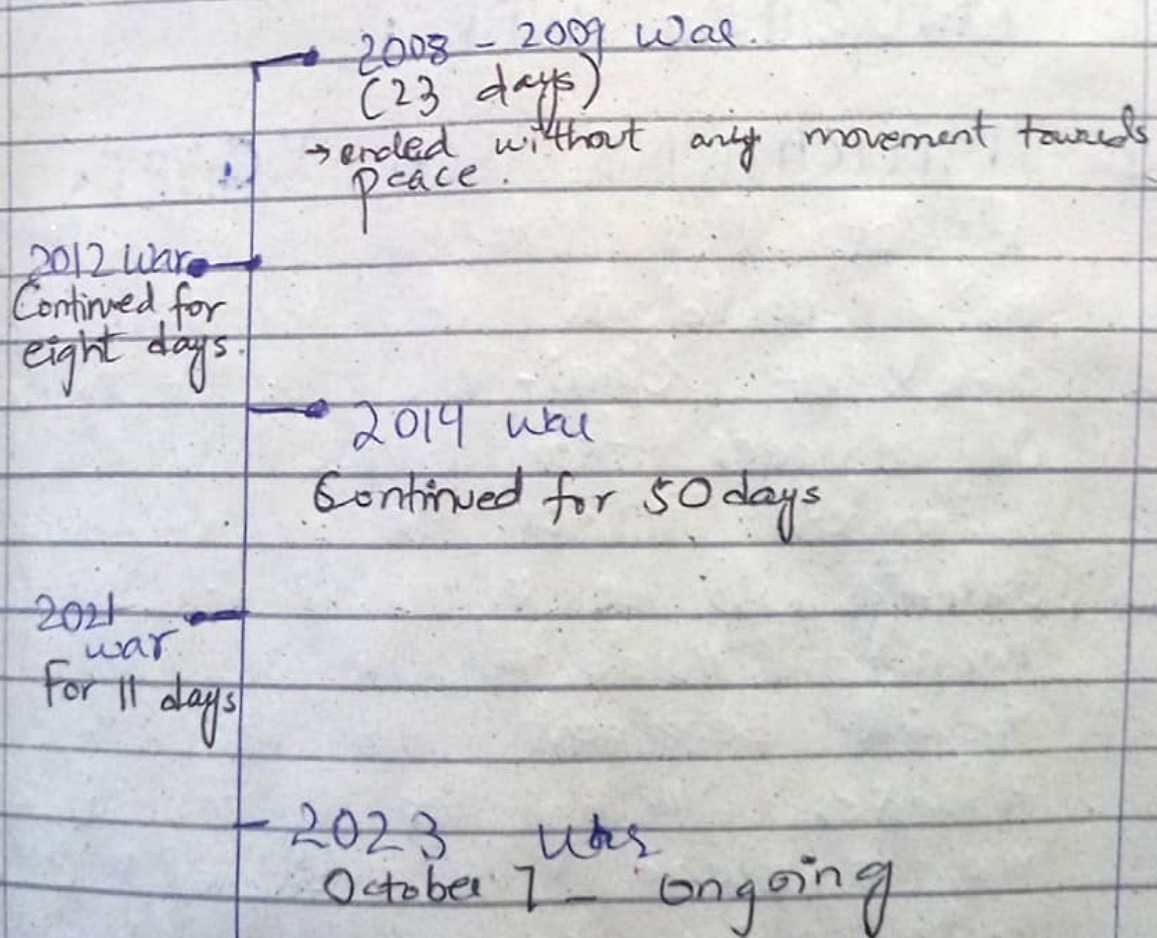 2008 - 2009 War.
(23 days)
→ ended without any movement towards
peace.
2012 War
Continued for
eight days.
2014 War
Continued for 50 days
2021
war
For 11 days
2023 War
October 7 - ongoing